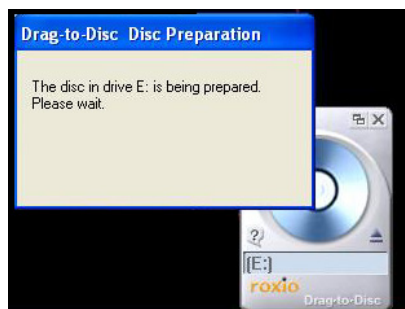 Drag-to-Disc Disc Preparation
The disc in drive E: is being prepared.
Please wait.
?
(E:)
roxio
Drag-to-Disc